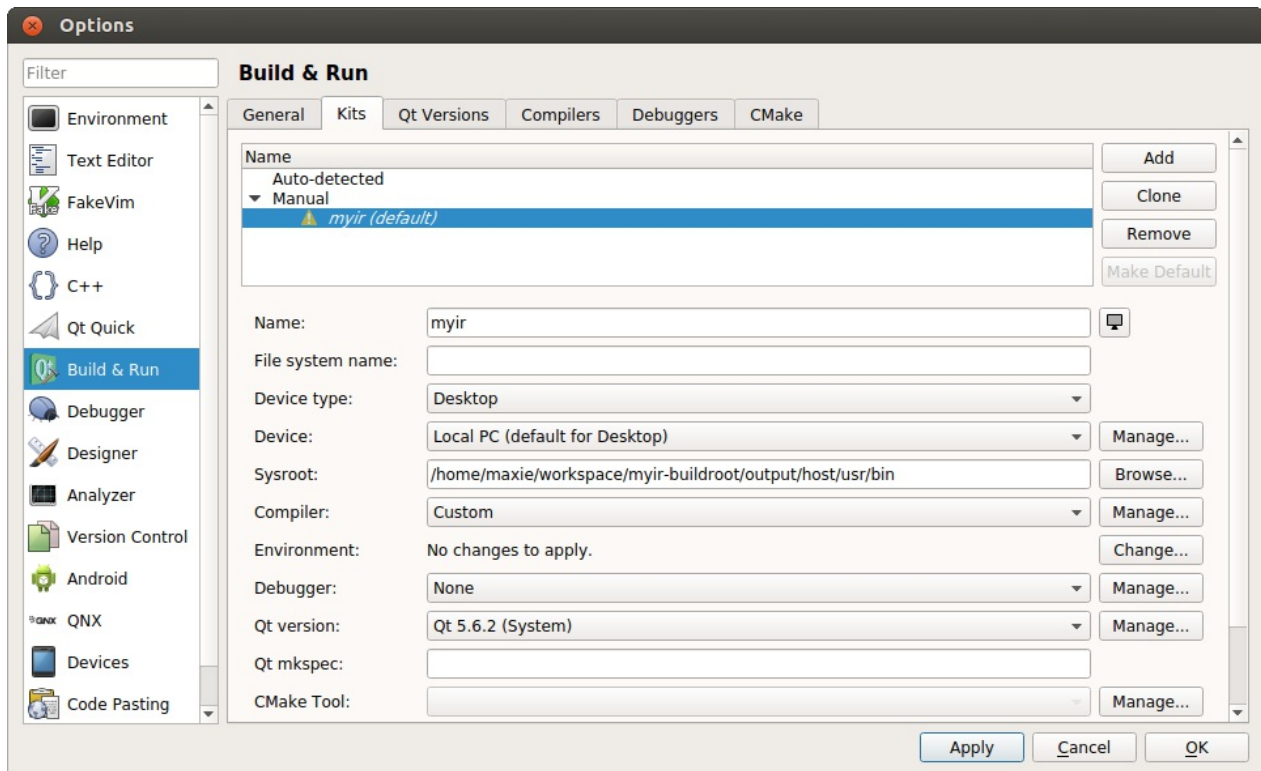 Options
Filter
Build & Run
Environment
Text Editor
FakeVim
Help
C++
Qt Quick
Build & Run
Debugger
Designer
Analyzer
Version Control
Android
QNX QNX
Devices
Code Pasting
General Kits Qt Versions Compilers Debuggers CMake
Name
Auto-detected
Manual
myir (default)
Add
Clone
Remove
Make Default
Name: myir
File system name:
Device type: Desktop
Device: Local PC (default for Desktop) Manage...
Sysroot: /home/maxie/workspace/myir-buildroot/output/host/usr/bin Browse...
Compiler: Custom Manage...
Environment: No changes to apply. Change...
Debugger: None Manage...
Qt version: Qt 5.6.2 (System) Manage...
Qt mkspec:
CMake Tool: Manage...
Apply Cancel OK